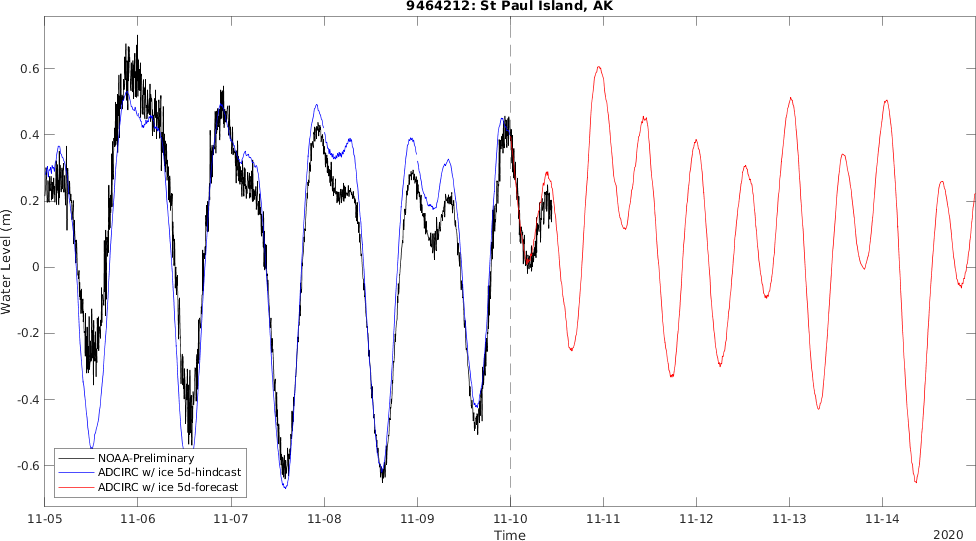 9464212: St Paul Island, AK
Water Level (m)
0.6
0.4
0.2
0
-0.2
-0.4
-0.6
NOAA-Preliminary
ADCIRC w/ ice 5d-hindcast
ADCIRC w/ ice 5d-forecast
11-05 11-06 11-07 11-08 11-09 11-10 11-11 11-12 11-13 11-14
Time
2020